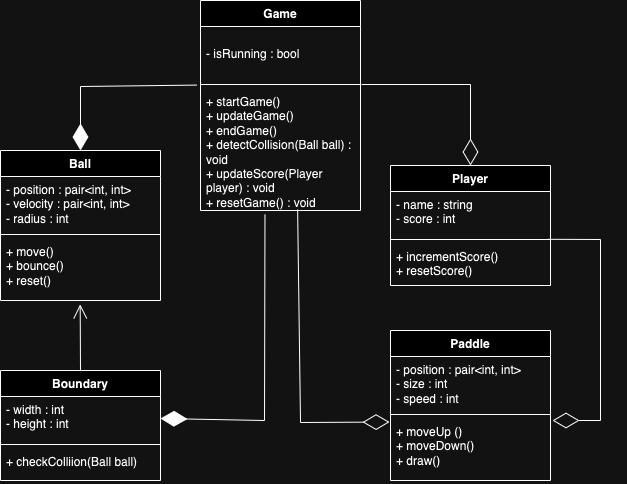 Game
- isRunning : bool
+ startGame()
+ updateGame()
+ endGame()
+ detectCollision(Ball ball) :
void
+ updateScore(Player
player) : void
+ resetGame() : void
Ball
- position : pair<int, int>
- velocity : pair<int, int>
- radius : int
+ move()
+ bounce()
+ reset()
Player
- name : string
- score : int
+ incrementScore()
+ resetScore()
Boundary
- width : int
- height : int
+ checkColliion(Ball ball)
Paddle
- position : pair<int, int>
- size : int
- speed : int
+ moveUp ()
+ moveDown()
+ draw()